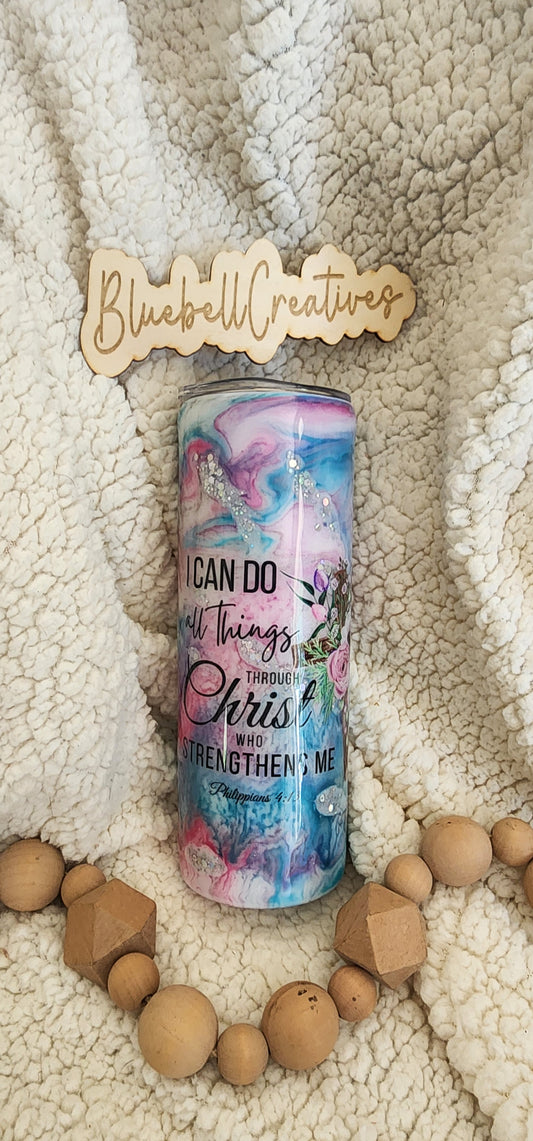 BluebellCreatives
I CAN DO
all Things
THROUGH
Christ
WHO
STRENGTHENS ME
Philippians 4:13